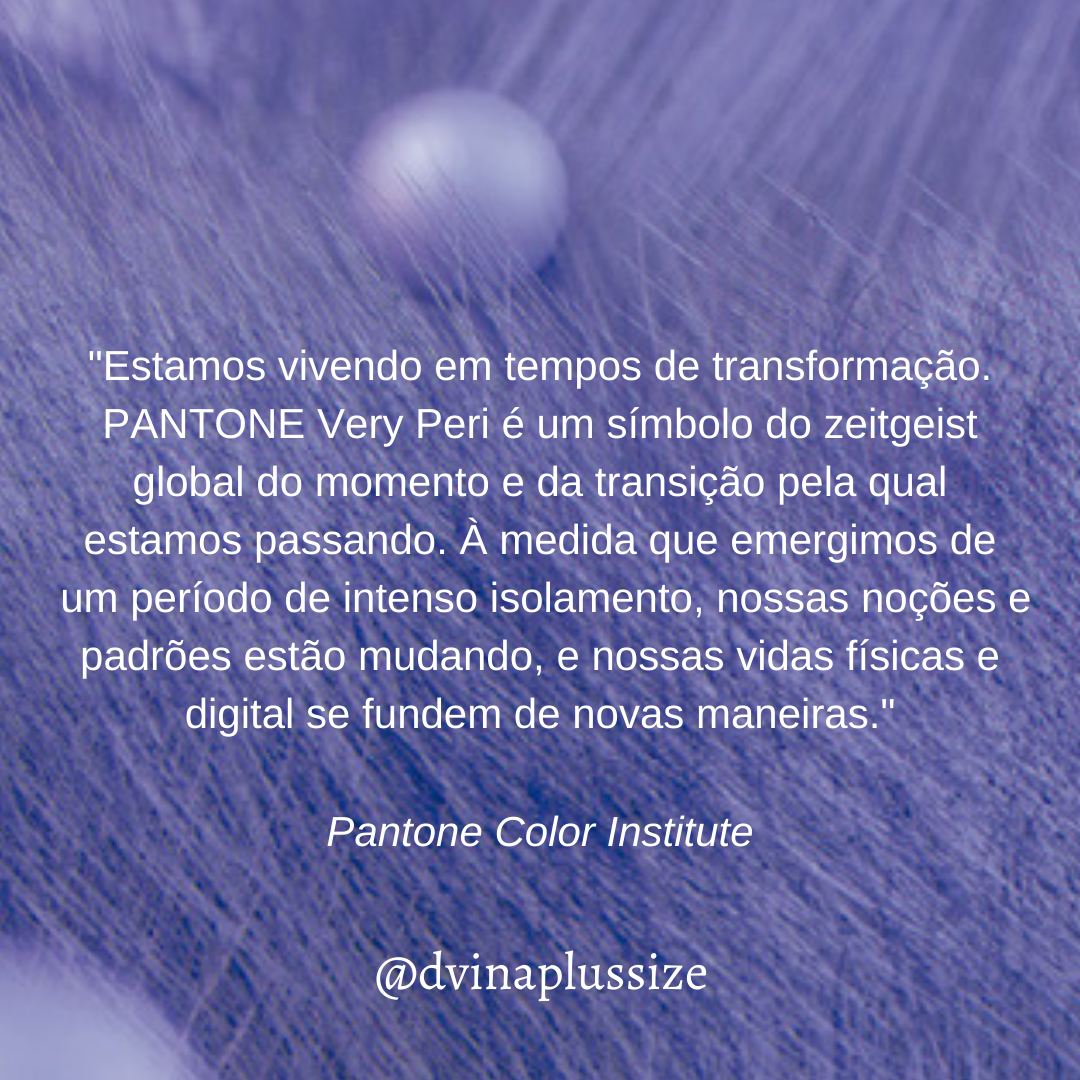 "Estamos vivendo em tempos de transformação.
PANTONE Very Peri é um símbolo do zeitgeist
global do momento e da transição pela qual
estamos passando. À medida que emergimos de
um período de intenso isolamento, nossas noções e
padrões estão mudando, e nossas vidas físicas e
digital se fundem de novas maneiras."
Pantone Color Institute
@dvinaplussize